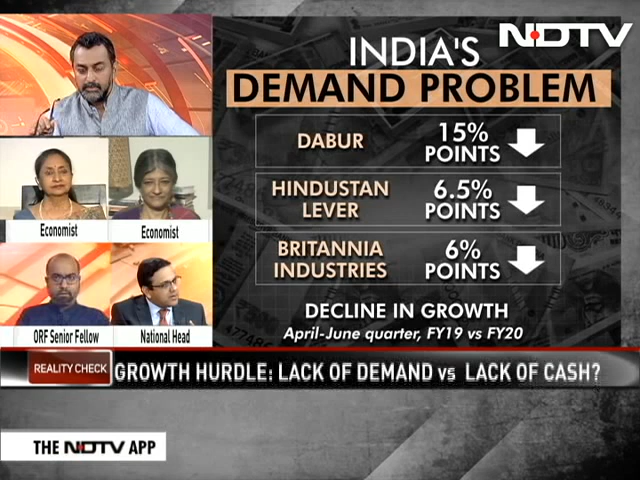 NDTV
INDIA'S
DEMAND PROBLEM
DABUR
15%
POINTS
HINDUSTAN
LEVER
6.5%
POINTS
BRITANNIA
INDUSTRIES
6%
POINTS
DECLINE IN GROWTH
April-June quarter, FY19 vs FY20
Economist
Economist
ORF Senior Fellow
National Head
REALITY CHECK
GROWTH HURDLE: LACK OF DEMAND vs LACK OF CASH?
THE NDTV APP